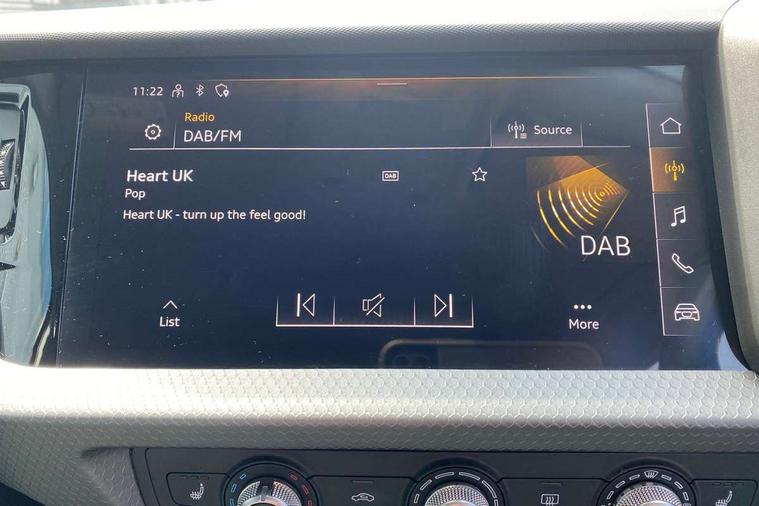 11:22
Radio
DAB/FM
Source
Heart UK
DAB
Pop
Heart UK - turn up the feel good!
DAB
List
More